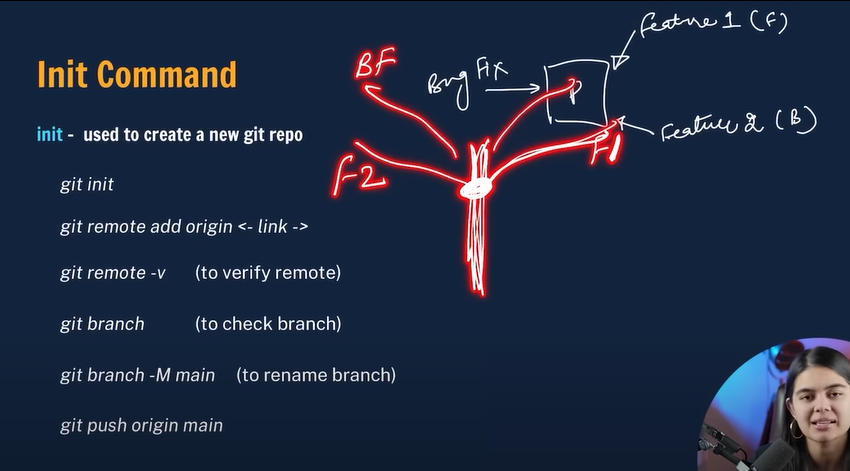 Init Command
init - used to create a new git repo
git init
git remote add origin <- link ->
git remote -v (to verify remote)
git branch (to check branch)
git branch -M main (to rename branch)
git push origin main
Feature 1 (F)
BF
Bug Fix
P
Feature 2 (B)
F1
F2